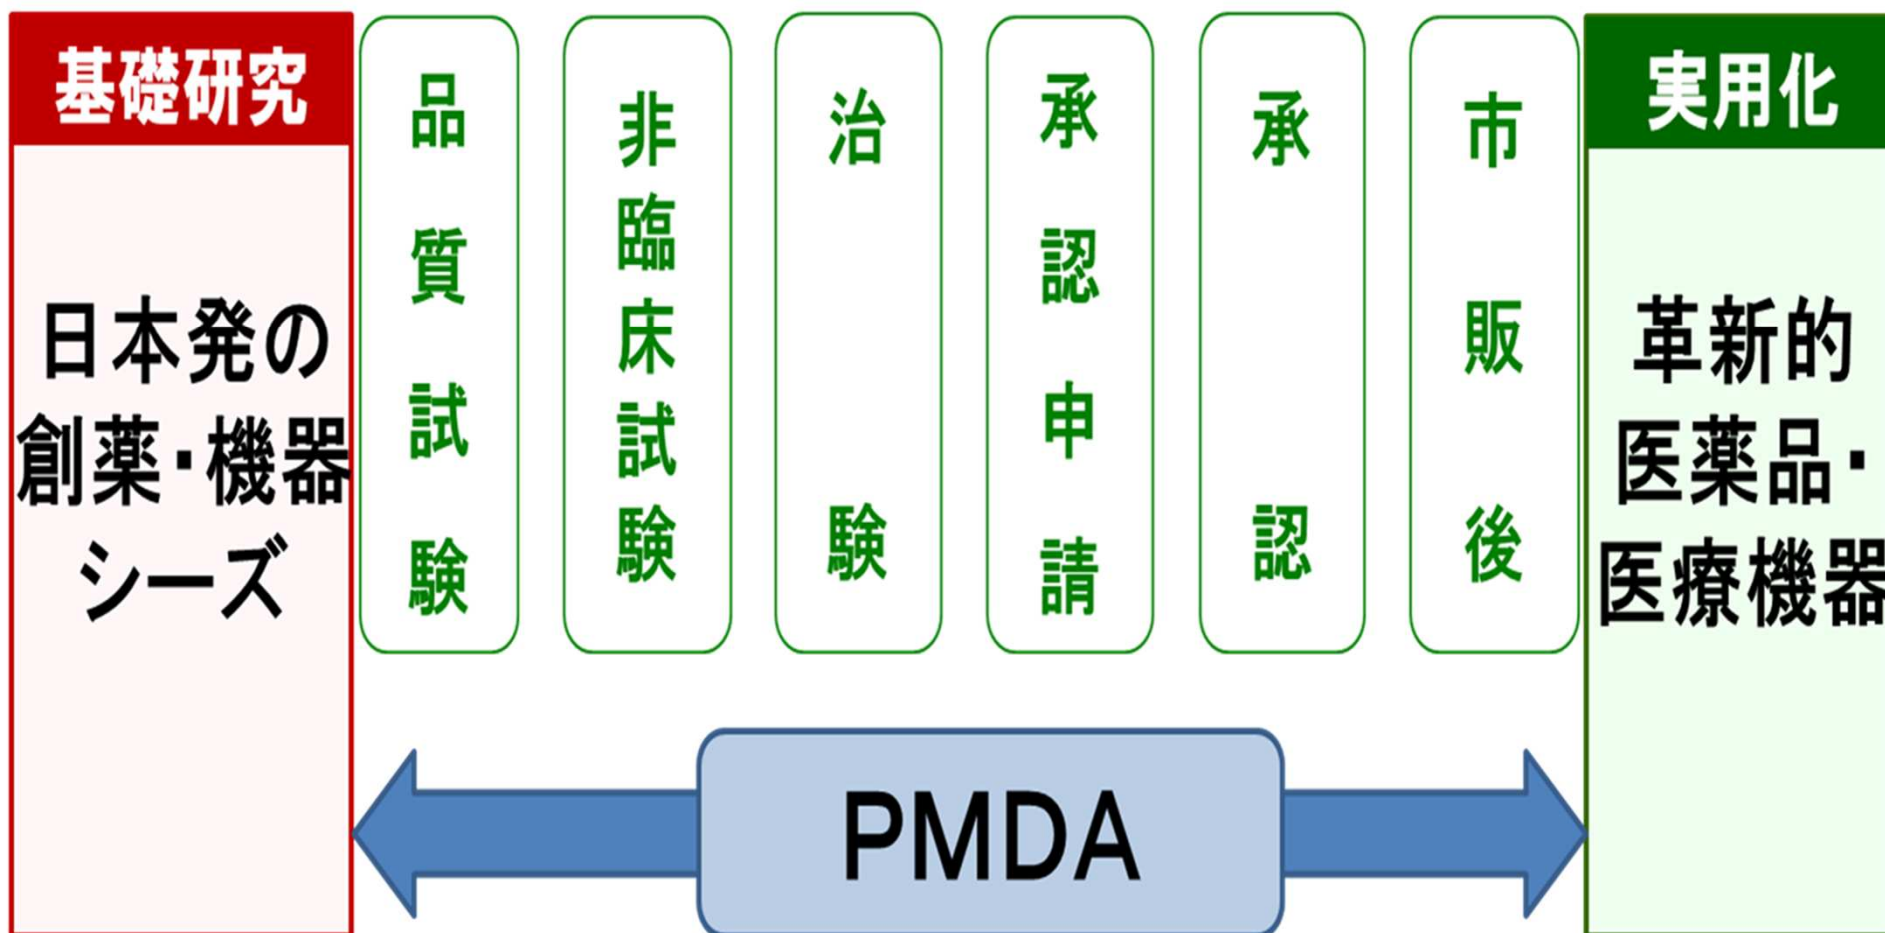 基礎研究
日本発の
創薬・機器
シーズ
品質試験
非臨床試験
治験
承認申請
承認
市販後
実用化
革新的
医薬品・
医療機器
PMDA